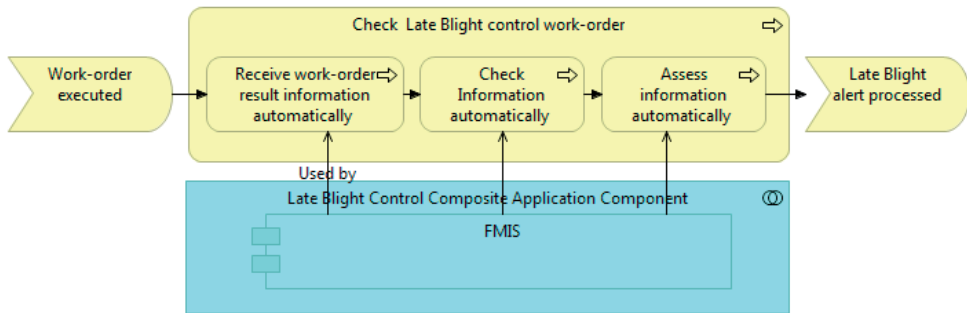 Check Late Blight control work-order
Work-order
executed
Receive work-order
result information
automatically
Check
Information
automatically
Assess
information
automatically
Late Blight
alert processed
Used by
Late Blight Control Composite Application Component
FMIS